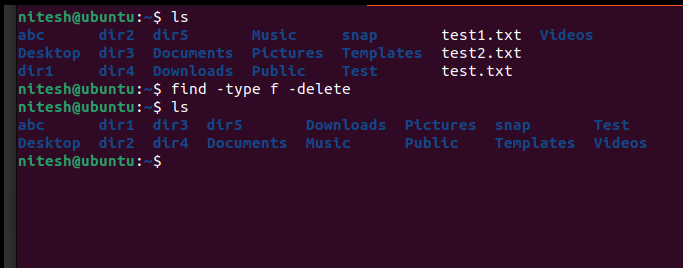 nitesh@ubuntu:~$ ls
abc dir2 dir5 Music snap test1.txt Videos
Desktop dir3 Documents Pictures Templates test2.txt
dir1 dir4 Downloads Public Test test.txt
nitesh@ubuntu:~$ find -type f -delete
nitesh@ubuntu:~$ ls
abc dir1 dir3 dir5 Downloads Pictures snap Test
Desktop dir2 dir4 Documents Music Public Templates Videos
nitesh@ubuntu:~$